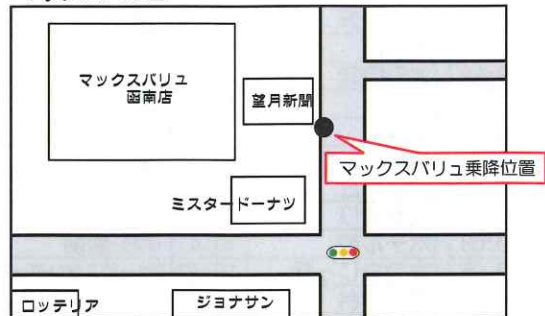 マックスバリュ
函南店
望月新聞
マックスバリュ乗降位置
ミスタードーナツ
ロッテリア
ジョナサン